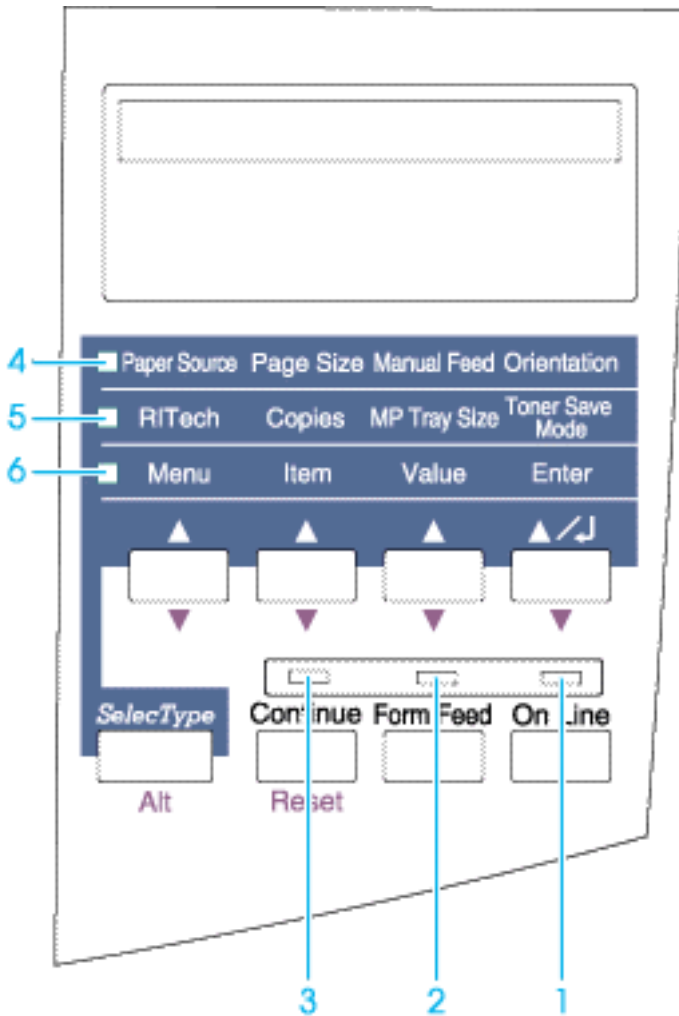 4 Paper Source Page Size Manual Feed Orientation
5 RITech Copies MP Tray Size Toner Save Mode
6 Menu Item Value Enter
SelecType Continue Form Feed On Line
Alt Reset
3 2 1